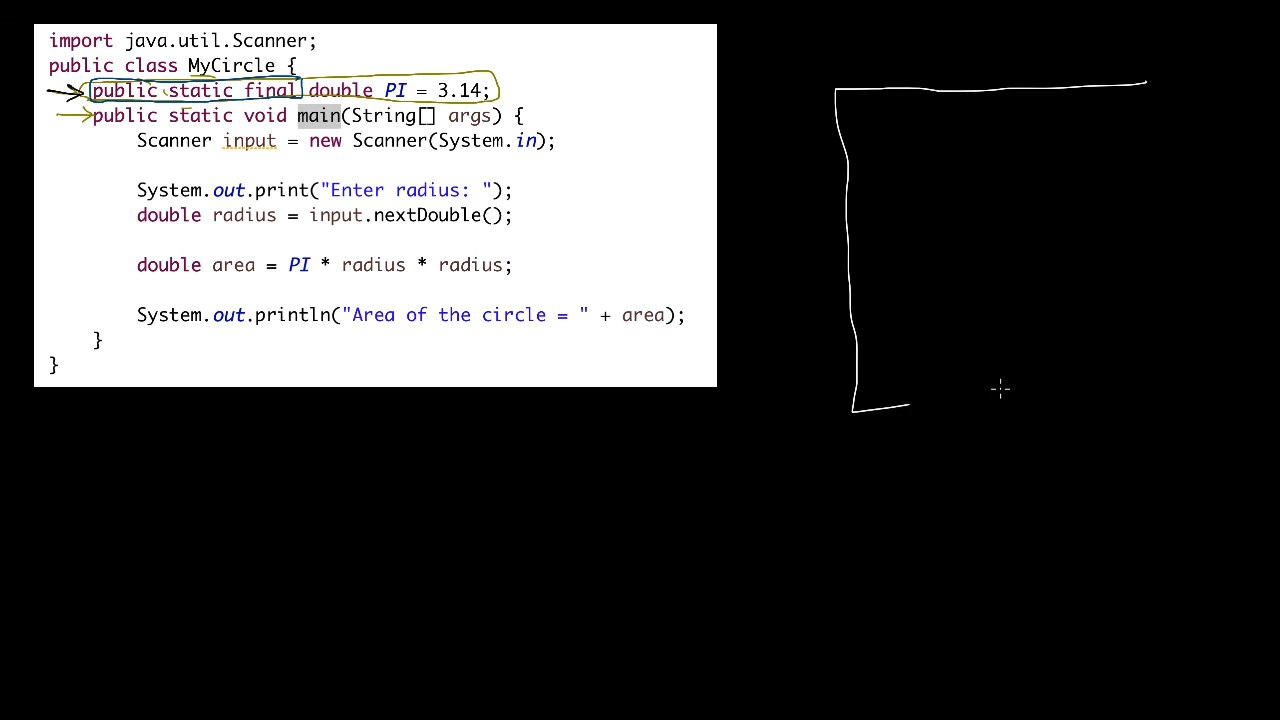 import java.util.Scanner;
public class MyCircle {
public static final double PI = 3.14;
public static void main(String[] args) {
Scanner input = new Scanner(System.in);
System.out.print("Enter radius: ");
double radius = input.nextDouble();
double area = PI * radius * radius;
System.out.println("Area of the circle = " + area);
}
}